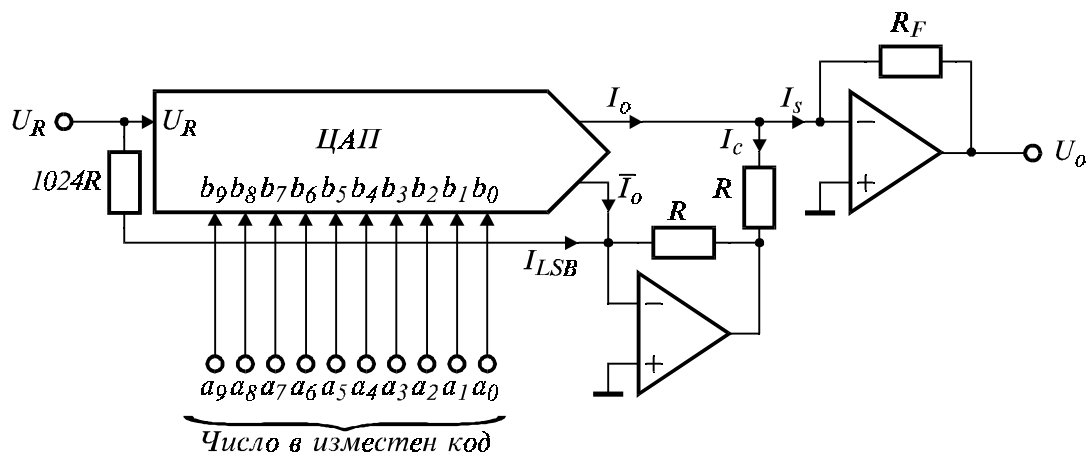 R_F
U_R
U_R
ЦАП
I_o
I_s
I_c
−
+
U_o
1024R
b_9 b_8 b_7 b_6 b_5 b_4 b_3 b_2 b_1 b_0
Ī_o
R
R
I_LSB
−
+
a_9 a_8 a_7 a_6 a_5 a_4 a_3 a_2 a_1 a_0
Число в изместен код